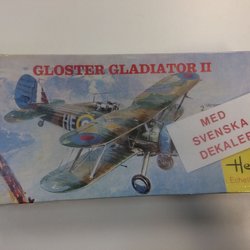 GLOSTER GLADIATOR II
HE
MED
SVENSKA
DEKALER